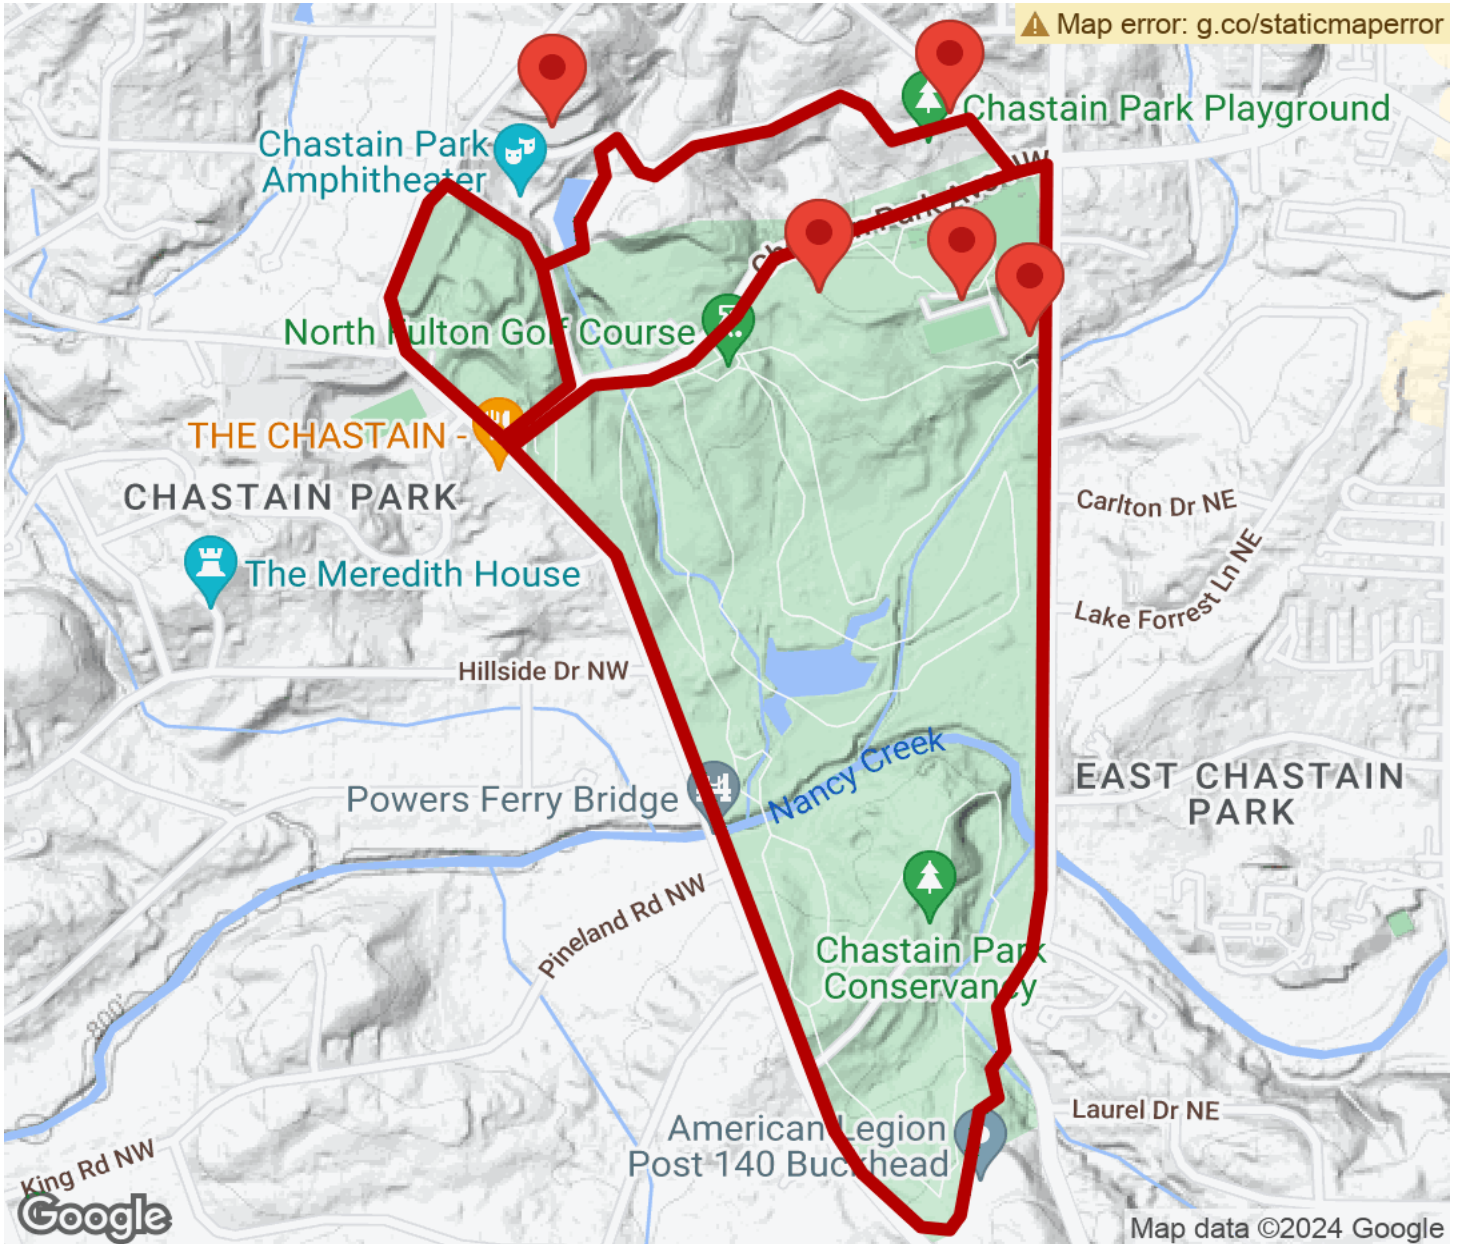 Map error: g.co/staticmaperror
Chastain Park Playground
Chastain Park
Amphitheater
North Fulton Golf Course
THE CHASTAIN -
CHASTAIN PARK
Carlton Dr NE
The Meredith House
Lake Forrest Ln NE
Hillside Dr NW
Nancy Creek
EAST CHASTAIN
PARK
Powers Ferry Bridge
Pineland Rd NW
Chastain Park
Conservancy
800'
Laurel Dr NE
American Legion
Post 140 Buckhead
King Rd NW
Google
Map data ©2024 Google